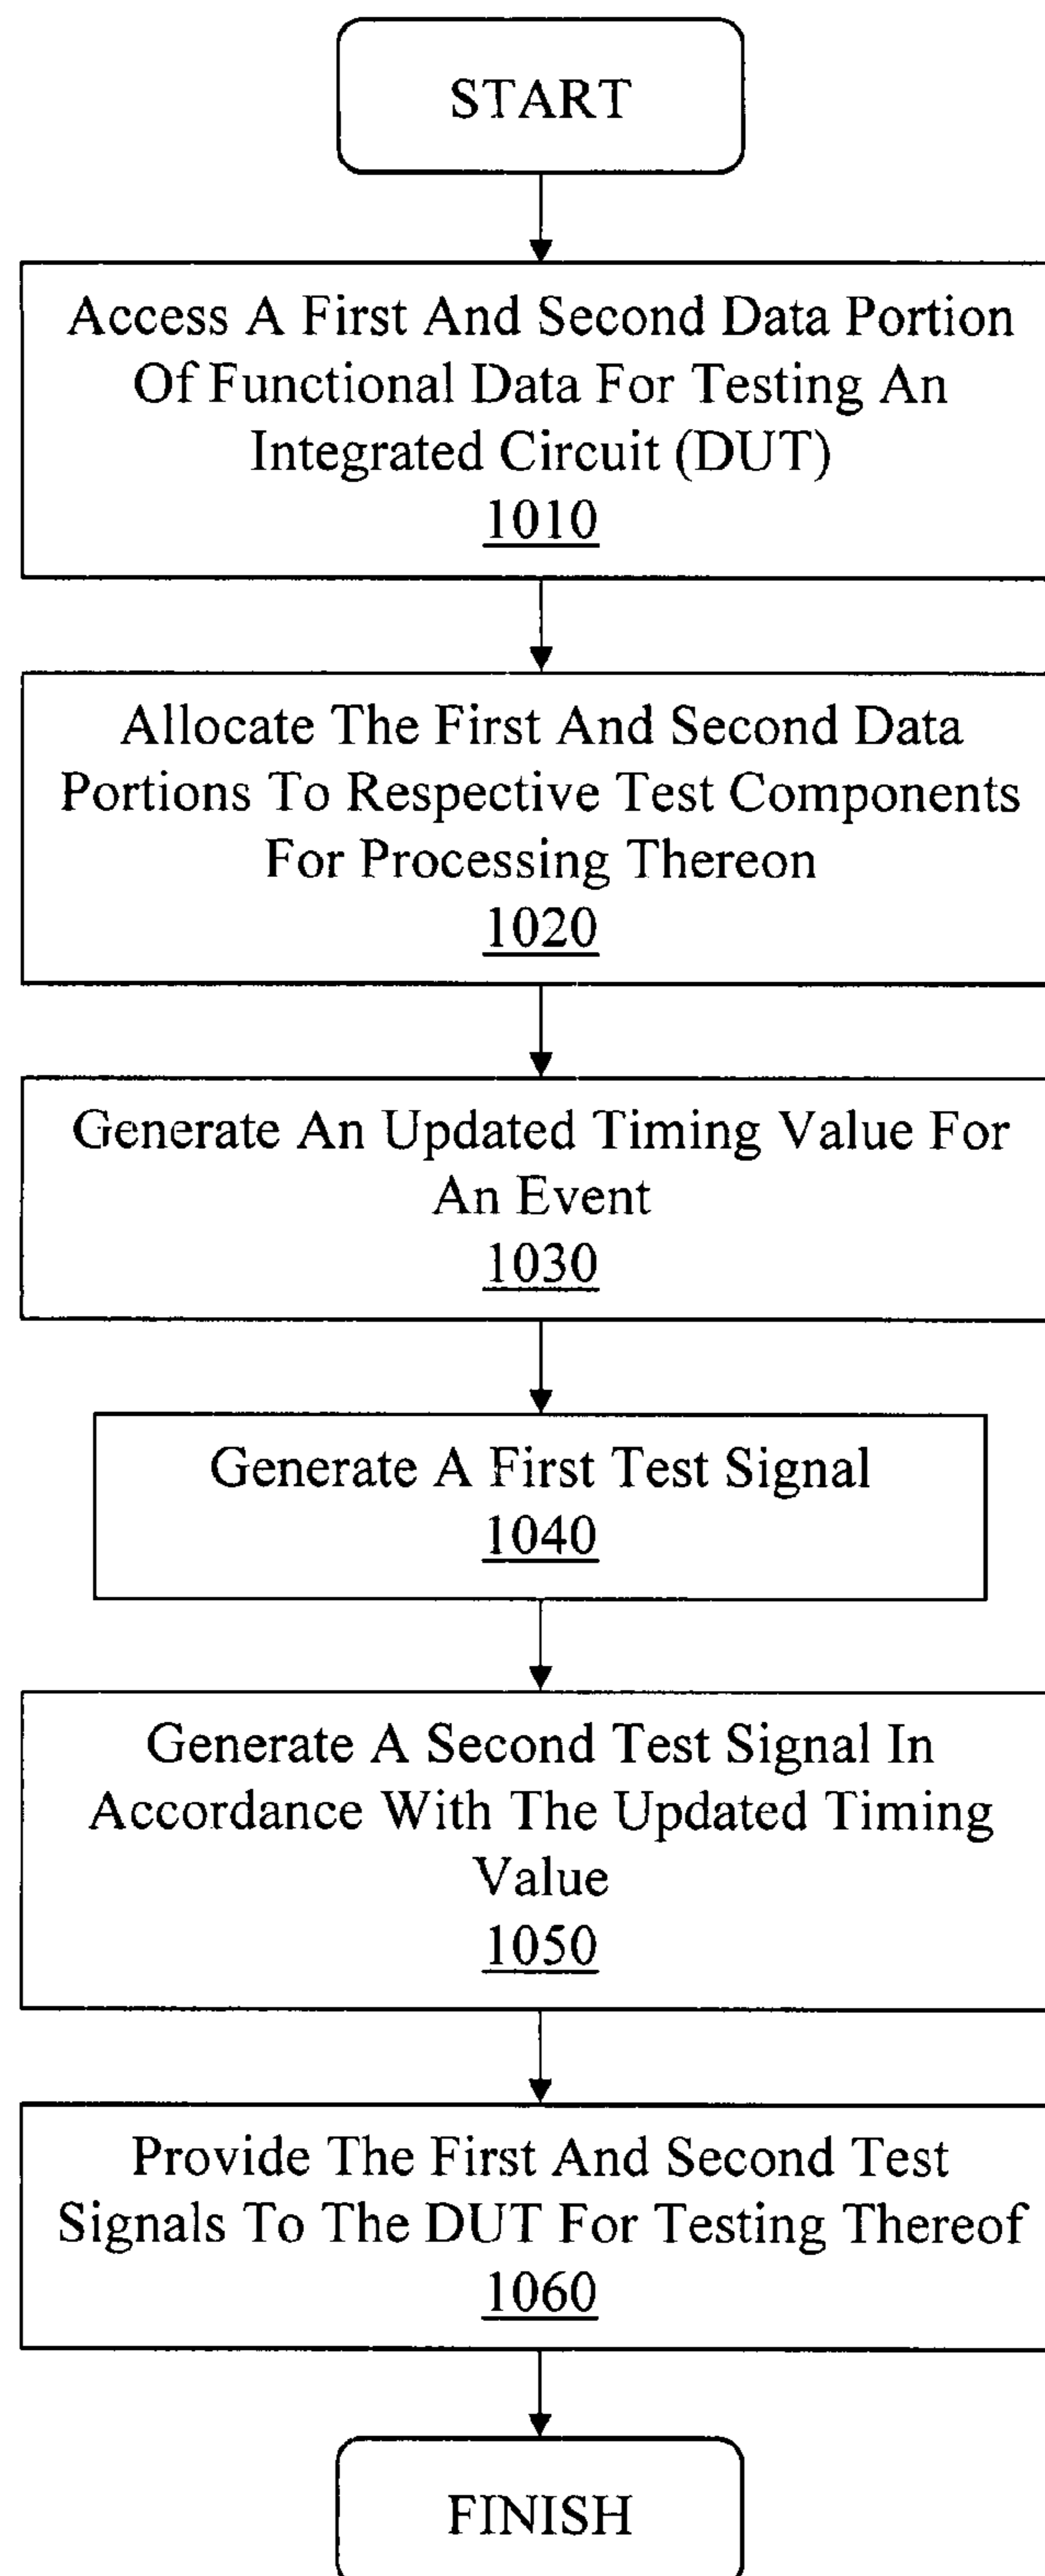 START
Access A First And Second Data Portion
Of Functional Data For Testing An
Integrated Circuit (DUT)
1010
Allocate The First And Second Data
Portions To Respective Test Components
For Processing Thereon
1020
Generate An Updated Timing Value For
An Event
1030
Generate A First Test Signal
1040
Generate A Second Test Signal In
Accordance With The Updated Timing
Value
1050
Provide The First And Second Test
Signals To The DUT For Testing Thereof
1060
FINISH